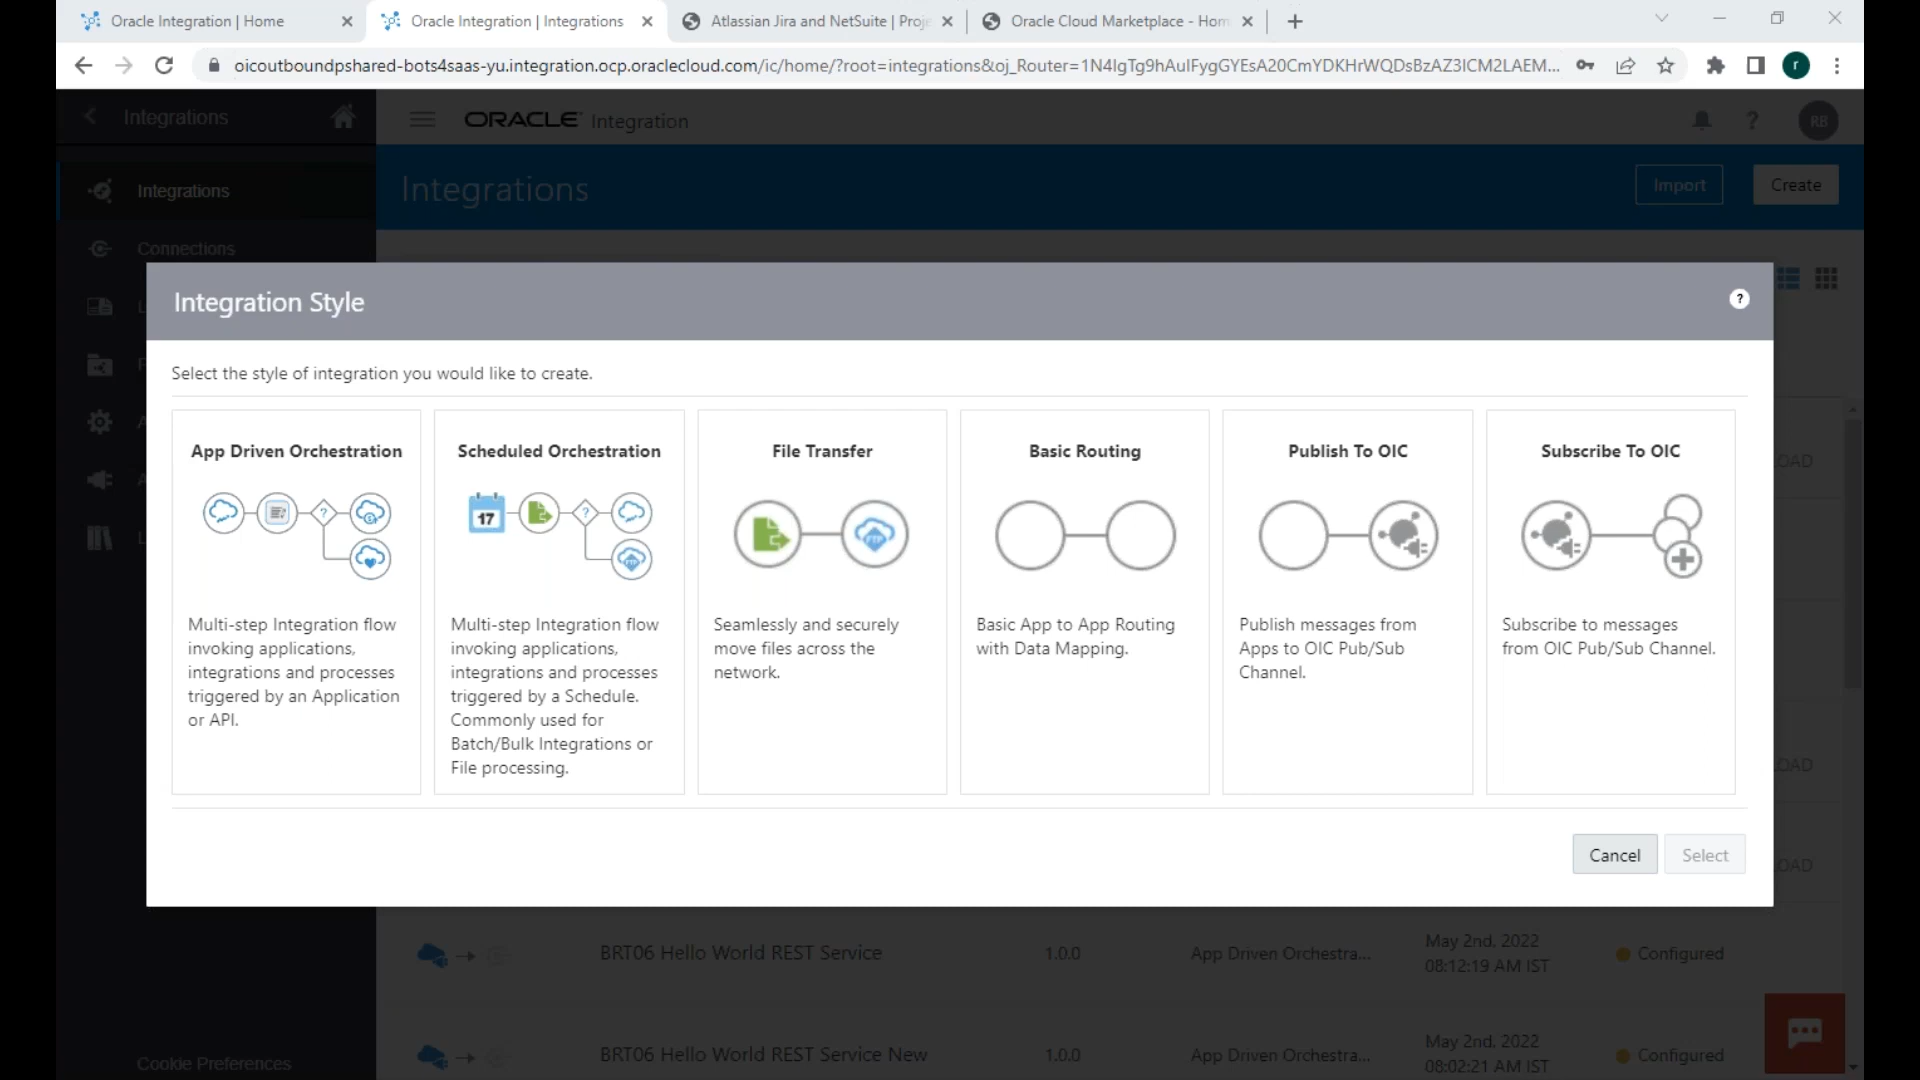 Oracle Integration | Home
Oracle Integration | Integrations
Atlassian Jira and NetSuite | Proje
Oracle Cloud Marketplace - Hom
oicoutboundpshared-bots4saas-yu.integration.ocp.oraclecloud.com/ic/home/?root=integrations&oj_Router=1N4IgTg9hAulFygGYEsA20CmYDKHrWQDsBzAZ3ICM2LAEM...
r
Integrations
ORACLE Integration
RB
Integrations
Integrations
Import
Create
Connections
Integration Style
Select the style of integration you would like to create.
App Driven Orchestration
Multi-step Integration flow
invoking applications,
integrations and processes
triggered by an Application
or API.
Scheduled Orchestration
17
Multi-step Integration flow
invoking applications,
integrations and processes
triggered by a Schedule.
Commonly used for
Batch/Bulk Integrations or
File processing.
File Transfer
FTP
Seamlessly and securely
move files across the
network.
Basic Routing
Basic App to App Routing
with Data Mapping.
Publish To OIC
Publish messages from
Apps to OIC Pub/Sub
Channel.
Subscribe To OIC
Subscribe to messages
from OIC Pub/Sub Channel.
OAD
OAD
OAD
Cancel
Select
BRT06 Hello World REST Service
1.0.0
App Driven Orchestra...
May 2nd, 2022
08:12:19 AM IST
Configured
BRT06 Hello World REST Service New
1.0.0
App Driven Orchestra...
May 2nd, 2022
08:02:21 AM IST
Configured
Cookie Preferences